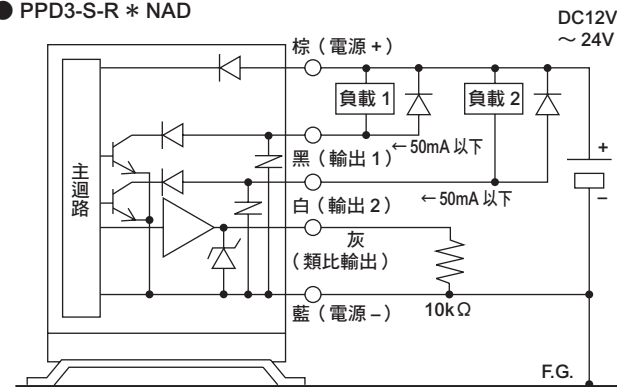 ● PPD3-S-R＊NAD
DC12V
～ 24V
棕（電源＋）
負載 1
負載 2
主迴路
黑（輸出 1）
←50mA 以下
白（輸出 2）
←50mA 以下
灰
（類比輸出）
+
−
10kΩ
藍（電源−）
F.G.